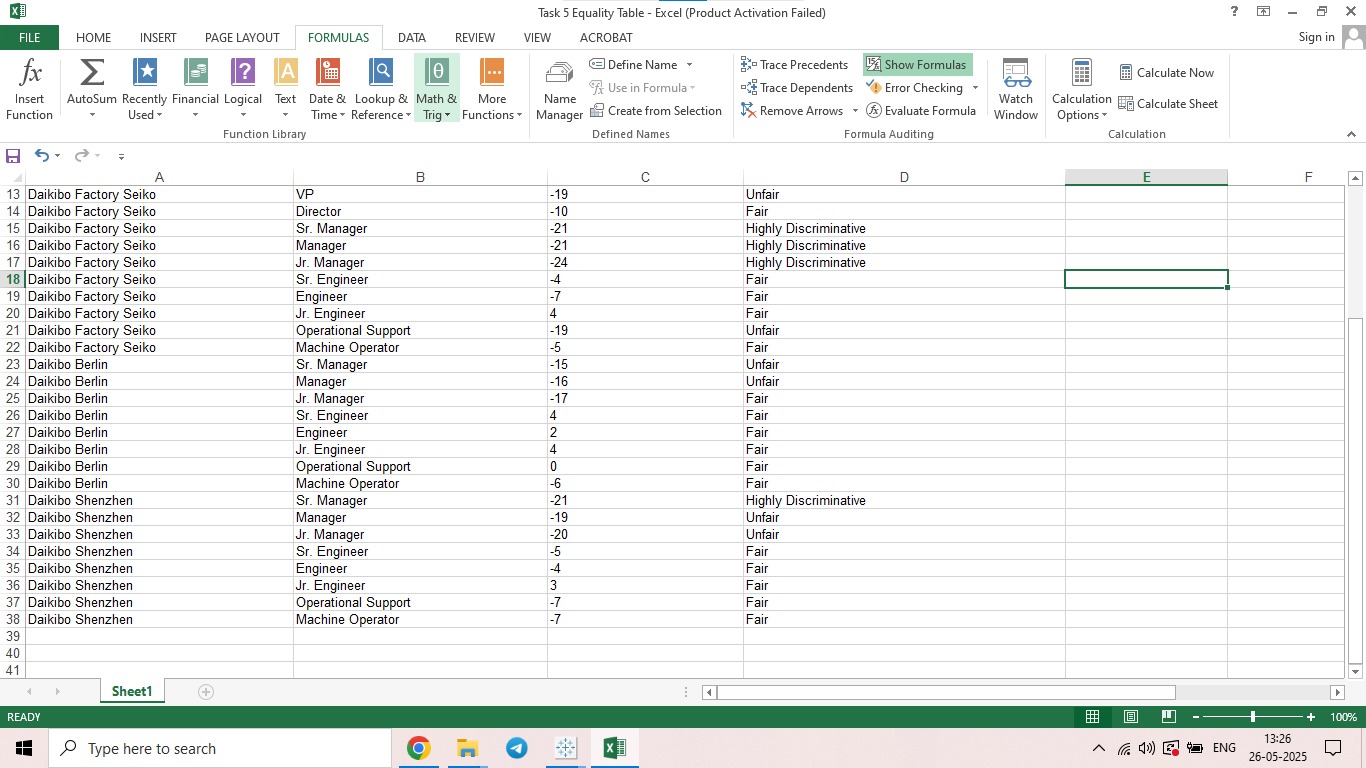 Task 5 Equality Table - Excel (Product Activation Failed)
FILE HOME INSERT PAGE LAYOUT FORMULAS DATA REVIEW VIEW ACROBAT Sign in
Insert Function
AutoSum
Recently Used
Financial
Logical
Text
Date & Time
Lookup & Reference
Math & Trig
More Functions
Function Library
Name Manager
Define Name
Use in Formula
Create from Selection
Defined Names
Trace Precedents
Trace Dependents
Remove Arrows
Show Formulas
Error Checking
Evaluate Formula
Watch Window
Formula Auditing
Calculation Options
Calculate Now
Calculate Sheet
Calculation
A B C D E F
13 Daikibo Factory Seiko VP -19 Unfair
14 Daikibo Factory Seiko Director -10 Fair
15 Daikibo Factory Seiko Sr. Manager -21 Highly Discriminative
16 Daikibo Factory Seiko Manager -21 Highly Discriminative
17 Daikibo Factory Seiko Jr. Manager -24 Highly Discriminative
18 Daikibo Factory Seiko Sr. Engineer -4 Fair
19 Daikibo Factory Seiko Engineer -7 Fair
20 Daikibo Factory Seiko Jr. Engineer 4 Fair
21 Daikibo Factory Seiko Operational Support -19 Unfair
22 Daikibo Factory Seiko Machine Operator -5 Fair
23 Daikibo Berlin Sr. Manager -15 Unfair
24 Daikibo Berlin Manager -16 Unfair
25 Daikibo Berlin Jr. Manager -17 Fair
26 Daikibo Berlin Sr. Engineer 4 Fair
27 Daikibo Berlin Engineer 2 Fair
28 Daikibo Berlin Jr. Engineer 4 Fair
29 Daikibo Berlin Operational Support 0 Fair
30 Daikibo Berlin Machine Operator -6 Fair
31 Daikibo Shenzhen Sr. Manager -21 Highly Discriminative
32 Daikibo Shenzhen Manager -19 Unfair
33 Daikibo Shenzhen Jr. Manager -20 Unfair
34 Daikibo Shenzhen Sr. Engineer -5 Fair
35 Daikibo Shenzhen Engineer -4 Fair
36 Daikibo Shenzhen Jr. Engineer 3 Fair
37 Daikibo Shenzhen Operational Support -7 Fair
38 Daikibo Shenzhen Machine Operator -7 Fair
39
40
41
Sheet1
READY 100%
Type here to search ENG 13:26
26-05-2025